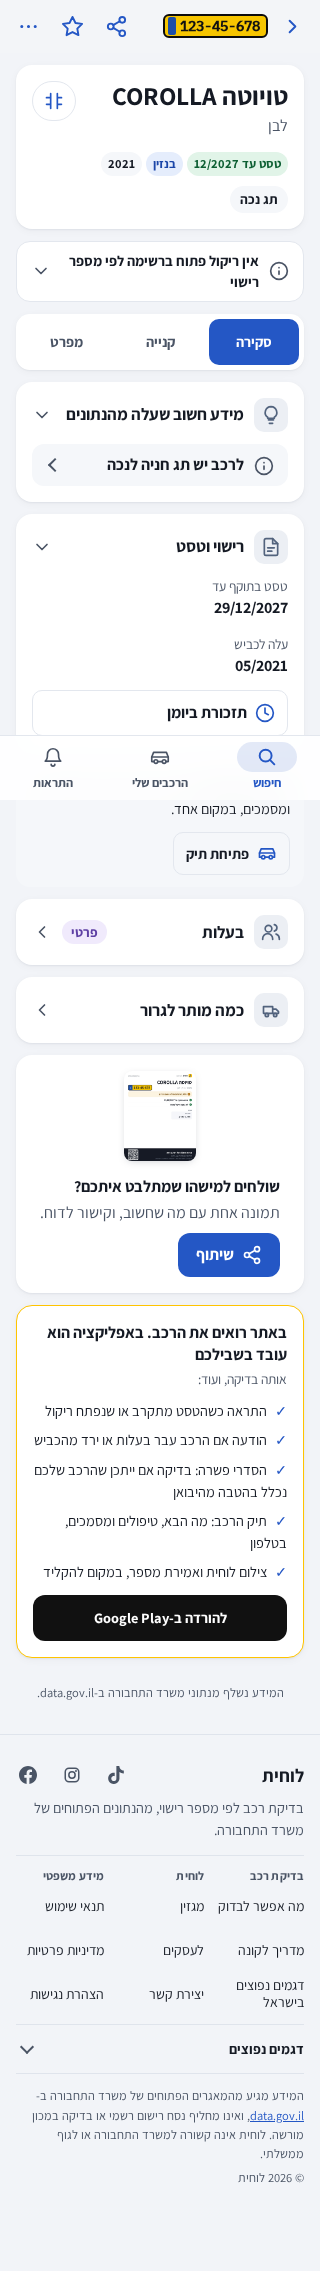 123-45-678
טויוטה COROLLA
לבן
טסט עד 12/2027
בנזין
2021
תג נכה
אין ריקול פתוח ברשימה לפי מספר
רישוי
סקירה
קנייה
מפרט
מידע חשוב שעלה מהנתונים
לרכב יש תג חניה לנכה
רישוי וטסט
טסט בתוקף עד
29/12/2027
עלה לכביש
05/2021
תזכורת ביומן
חיפוש
הרכבים שלי
התראות
ומסמכים, במקום אחד.
פתיחת תיק
בעלות
פרטי
כמה מותר לגרור
שולחים למישהו שמתלבט איתכם?
תמונה אחת עם מה שחשוב, וקישור לדוח.
שיתוף
באתר רואים את הרכב. באפליקציה הוא
עובד בשבילכם
אותה בדיקה, ועוד:
✓ התראה כשהטסט מתקרב או שנפתח ריקול
✓ הודעה אם הרכב עבר בעלות או ירד מהכביש
✓ הסדרי פשרה: בדיקה אם ייתכן שהרכב שלכם
נכלל בהטבה מהיבואן
✓ תיק הרכב: מה הבא, טיפולים ומסמכים,
בטלפון
✓ צילום לוחית ואמירת מספר, במקום להקליד
להורדה ב-Google Play
המידע נשלף מנתוני משרד התחבורה ב-data.gov.il.
לוחית
בדיקת רכב לפי מספר רישוי, מהנתונים הפתוחים של
משרד התחבורה.
בדיקת רכב
לוחית
מידע משפטי
מה אפשר לבדוק
מגזין
תנאי שימוש
מדריך לקונה
לעסקים
מדיניות פרטיות
דגמים נפוצים
בישראל
יצירת קשר
הצהרת נגישות
דגמים נפוצים
המידע מגיע מהמאגרים הפתוחים של משרד התחבורה ב-
data.gov.il, ואינו מחליף נסח רישום רשמי או בדיקה במכון
מורשה. לוחית אינה קשורה למשרד התחבורה או לגוף
ממשלתי.
© 2026 לוחית